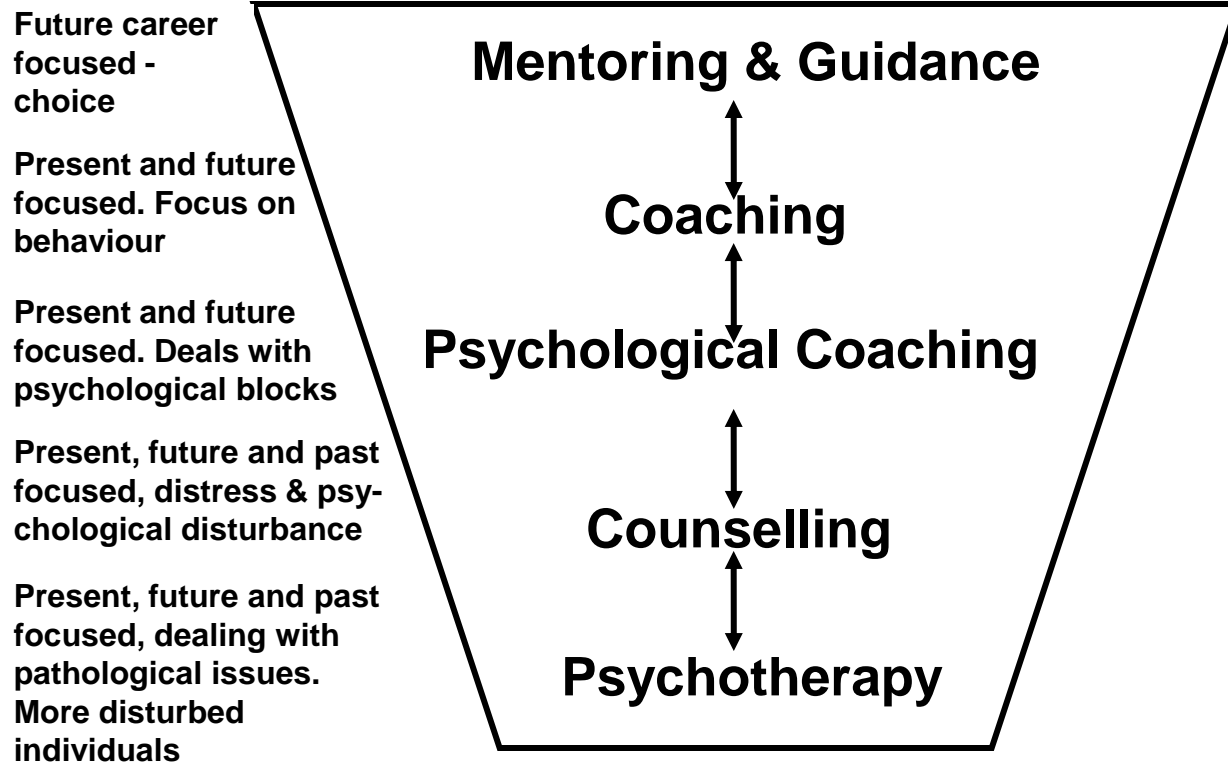 Future career
focused -
choice
Mentoring & Guidance
Present and future
focused. Focus on
behaviour
Coaching
Present and future
focused. Deals with
psychological blocks
Psychological Coaching
Present, future and past
focused, distress & psy-
chological disturbance
Counselling
Present, future and past
focused, dealing with
pathological issues.
More disturbed
individuals
Psychotherapy